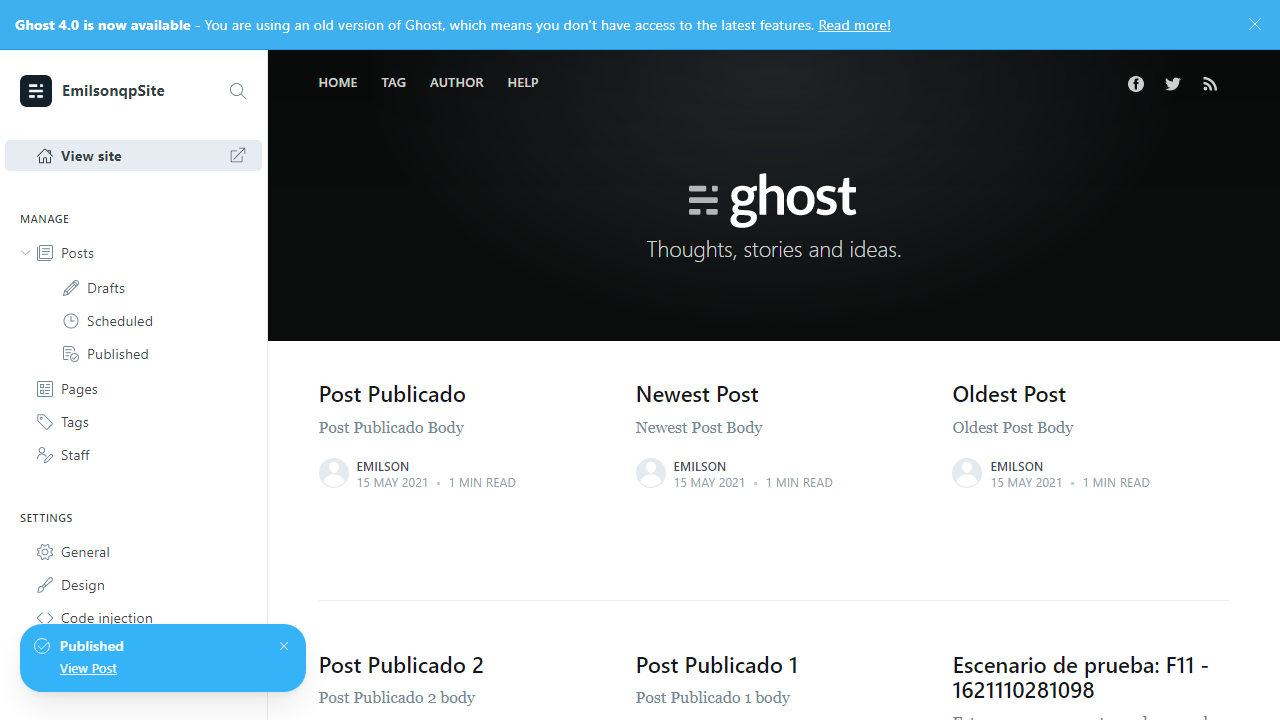 Ghost 4.0 is now available - You are using an old version of Ghost, which means you don't have access to the latest features. Read more!
EmilsonqpSite
View site
MANAGE
Posts
Drafts
Scheduled
Published
Pages
Tags
Staff
SETTINGS
General
Design
Code injection
Published
View Post
HOME TAG AUTHOR HELP
ghost
Thoughts, stories and ideas.
Post Publicado
Post Publicado Body
EMILSON
15 MAY 2021 • 1 MIN READ
Newest Post
Newest Post Body
EMILSON
15 MAY 2021 • 1 MIN READ
Oldest Post
Oldest Post Body
EMILSON
15 MAY 2021 • 1 MIN READ
Post Publicado 2
Post Publicado 2 body
Post Publicado 1
Post Publicado 1 body
Escenario de prueba: F11 -
1621110281098